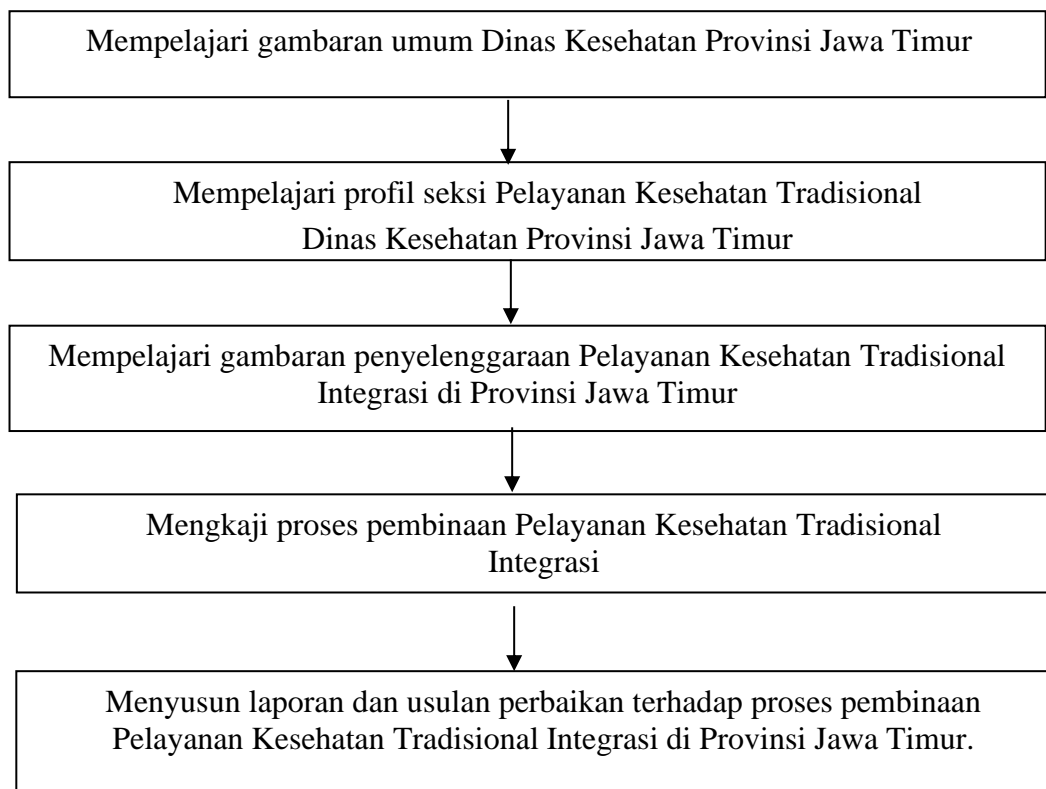 Mempelajari gambaran umum Dinas Kesehatan Provinsi Jawa Timur
Mempelajari profil seksi Pelayanan Kesehatan Tradisional
Dinas Kesehatan Provinsi Jawa Timur
Mempelajari gambaran penyelenggaraan Pelayanan Kesehatan Tradisional
Integrasi di Provinsi Jawa Timur
Mengkaji proses pembinaan Pelayanan Kesehatan Tradisional
Integrasi
Menyusun laporan dan usulan perbaikan terhadap proses pembinaan
Pelayanan Kesehatan Tradisional Integrasi di Provinsi Jawa Timur.